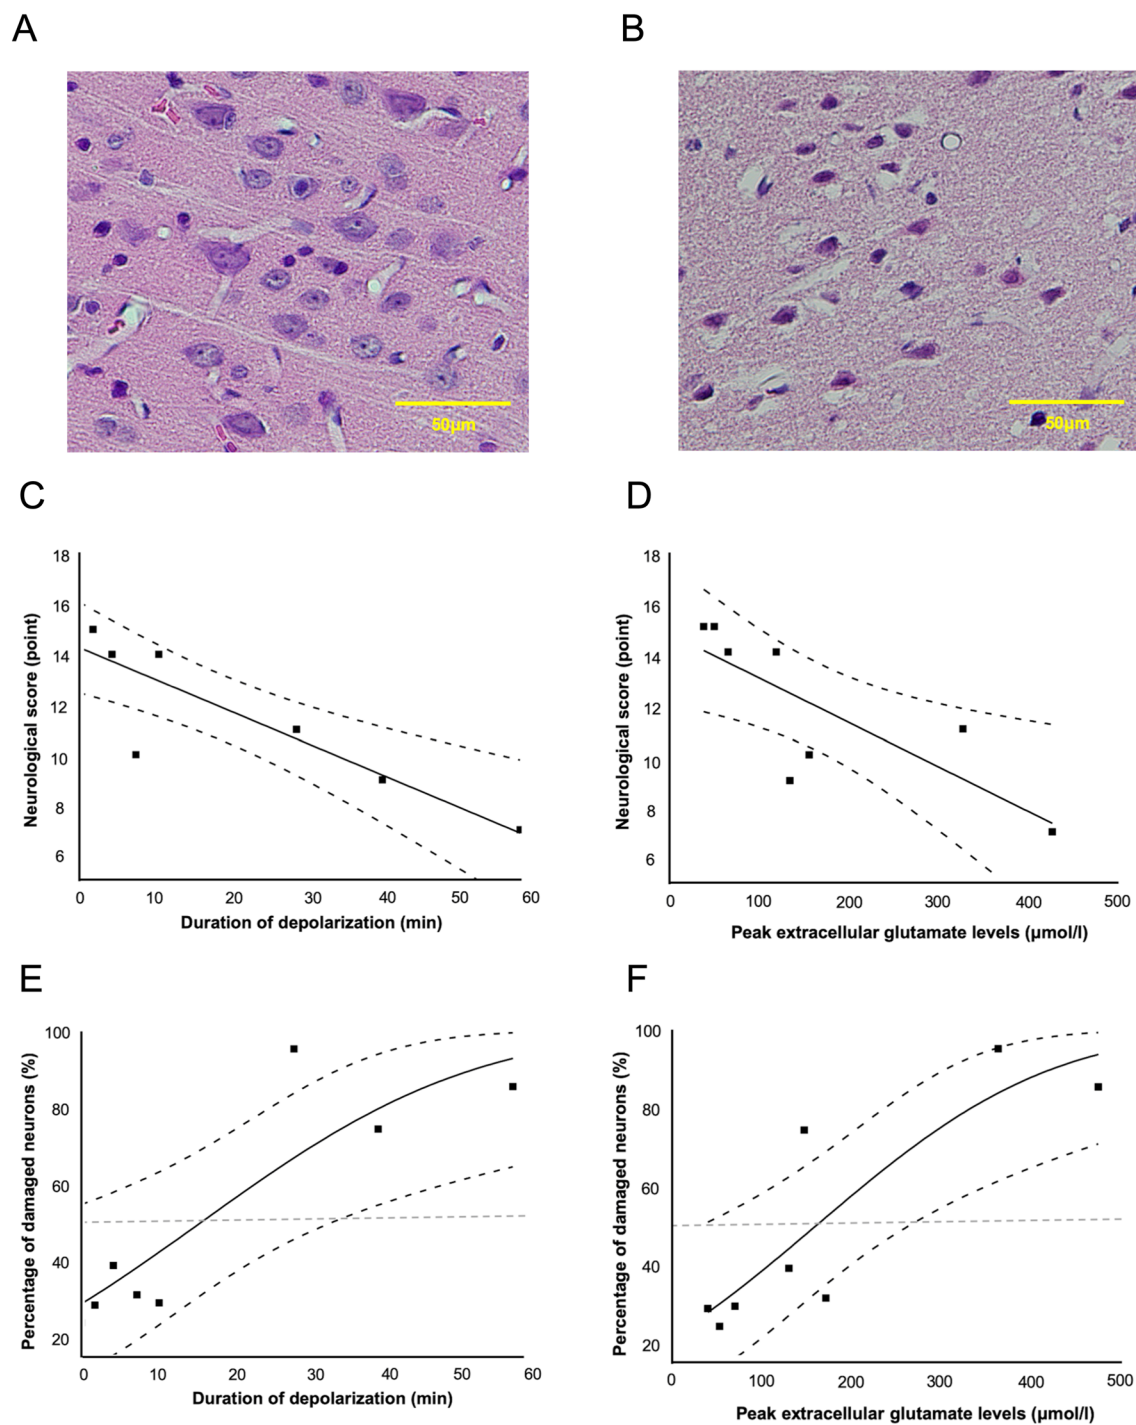 A
B
50µm
50µm
C
D
Neurological score (point)
18
16
14
12
10
8
6
0 10 20 30 40 50 60
Duration of depolarization (min)
Neurological score (point)
18
16
14
12
10
8
6
0 100 200 300 400 500
Peak extracellular glutamate levels (µmol/l)
E
F
Percentage of damaged neurons (%)
100
80
60
40
20
0 10 20 30 40 50 60
Duration of depolarization (min)
Percentage of damaged neurons (%)
100
80
60
40
20
0 100 200 300 400 500
Peak extracellular glutamate levels (µmol/l)